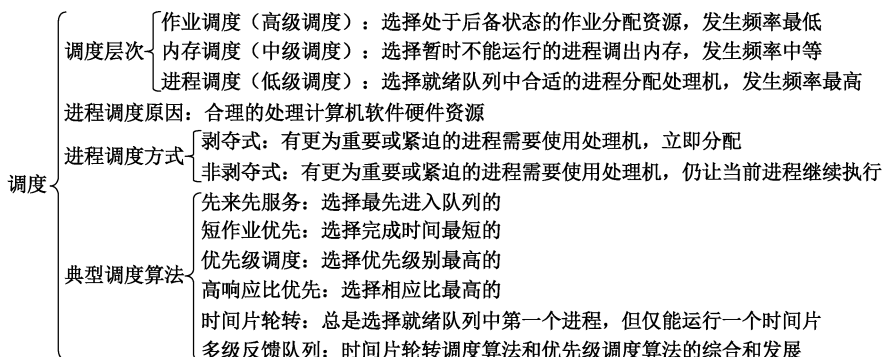 作业调度（高级调度）：选择处于后备状态的作业分配资源，发生频率最低
调度层次
内存调度（中级调度）：选择暂时不能运行的进程调出内存，发生频率中等
进程调度（低级调度）：选择就绪队列中合适的进程分配处理机，发生频率最高
进程调度原因：合理的处理计算机软件硬件资源
剥夺式：有更为重要或紧迫的进程需要使用处理机，立即分配
进程调度方式
非剥夺式：有更为重要或紧迫的进程需要使用处理机，仍让当前进程继续执行
调度
先来先服务：选择最先进入队列的
短作业优先：选择完成时间最短的
优先级调度：选择优先级别最高的
典型调度算法
高响应比优先：选择相应比最高的
时间片轮转：总是选择就绪队列中第一个进程，但仅能运行一个时间片
多级反馈队列：时间片轮转调度算法和优先级调度算法的综合和发展